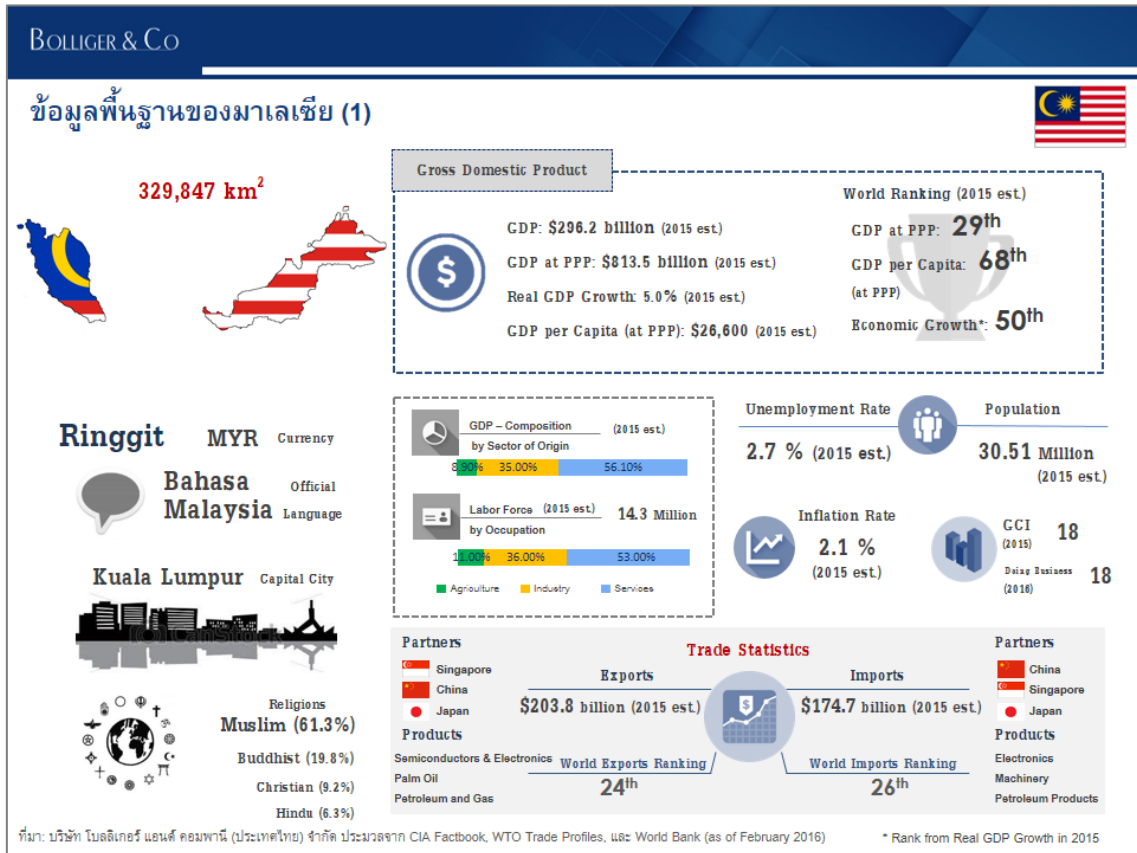 BOLLIGER & CO
ข้อมูลพื้นฐานของมาเลเซีย (1)
329,847 km²
Gross Domestic Product
GDP: $296.2 billion (2015 est.)
GDP at PPP: $813.5 billion (2015 est.)
Real GDP Growth: 5.0% (2015 est.)
GDP per Capita (at PPP): $26,600 (2015 est.)
World Ranking (2015 est.)
GDP at PPP: 29th
GDP per Capita: 68th
(at PPP)
Economic Growth*: 50th
Ringgit MYR Currency
Bahasa Malaysia
Official Language
Kuala Lumpur Capital City
CanStock
Religions
Muslim (61.3%)
Buddhist (19.8%)
Christian (9.2%)
Hindu (6.3%)
GDP – Composition (2015 est.)
by Sector of Origin
8.90% 35.00% 56.10%
Labor Force (2015 est.) 14.3 Million
by Occupation
11.00% 36.00% 53.00%
Agriculture Industry Services
Unemployment Rate
2.7 % (2015 est.)
Population
30.51 Million
(2015 est.)
Inflation Rate
2.1 %
(2015 est.)
GCI 18
(2015)
Doing Business 18
(2016)
Trade Statistics
Partners
Singapore
China
Japan
Products
Semiconductors & Electronics
Palm Oil
Petroleum and Gas
Exports
$203.8 billion (2015 est.)
World Exports Ranking
24th
Imports
$174.7 billion (2015 est.)
World Imports Ranking
26th
Partners
China
Singapore
Japan
Products
Electronics
Machinery
Petroleum Products
ที่มา: บริษัท โบลลิเกอร์ แอนด์ คอมพานี (ประเทศไทย) จำกัด ประมวลจาก CIA Factbook, WTO Trade Profiles, และ World Bank (as of February 2016)
* Rank from Real GDP Growth in 2015